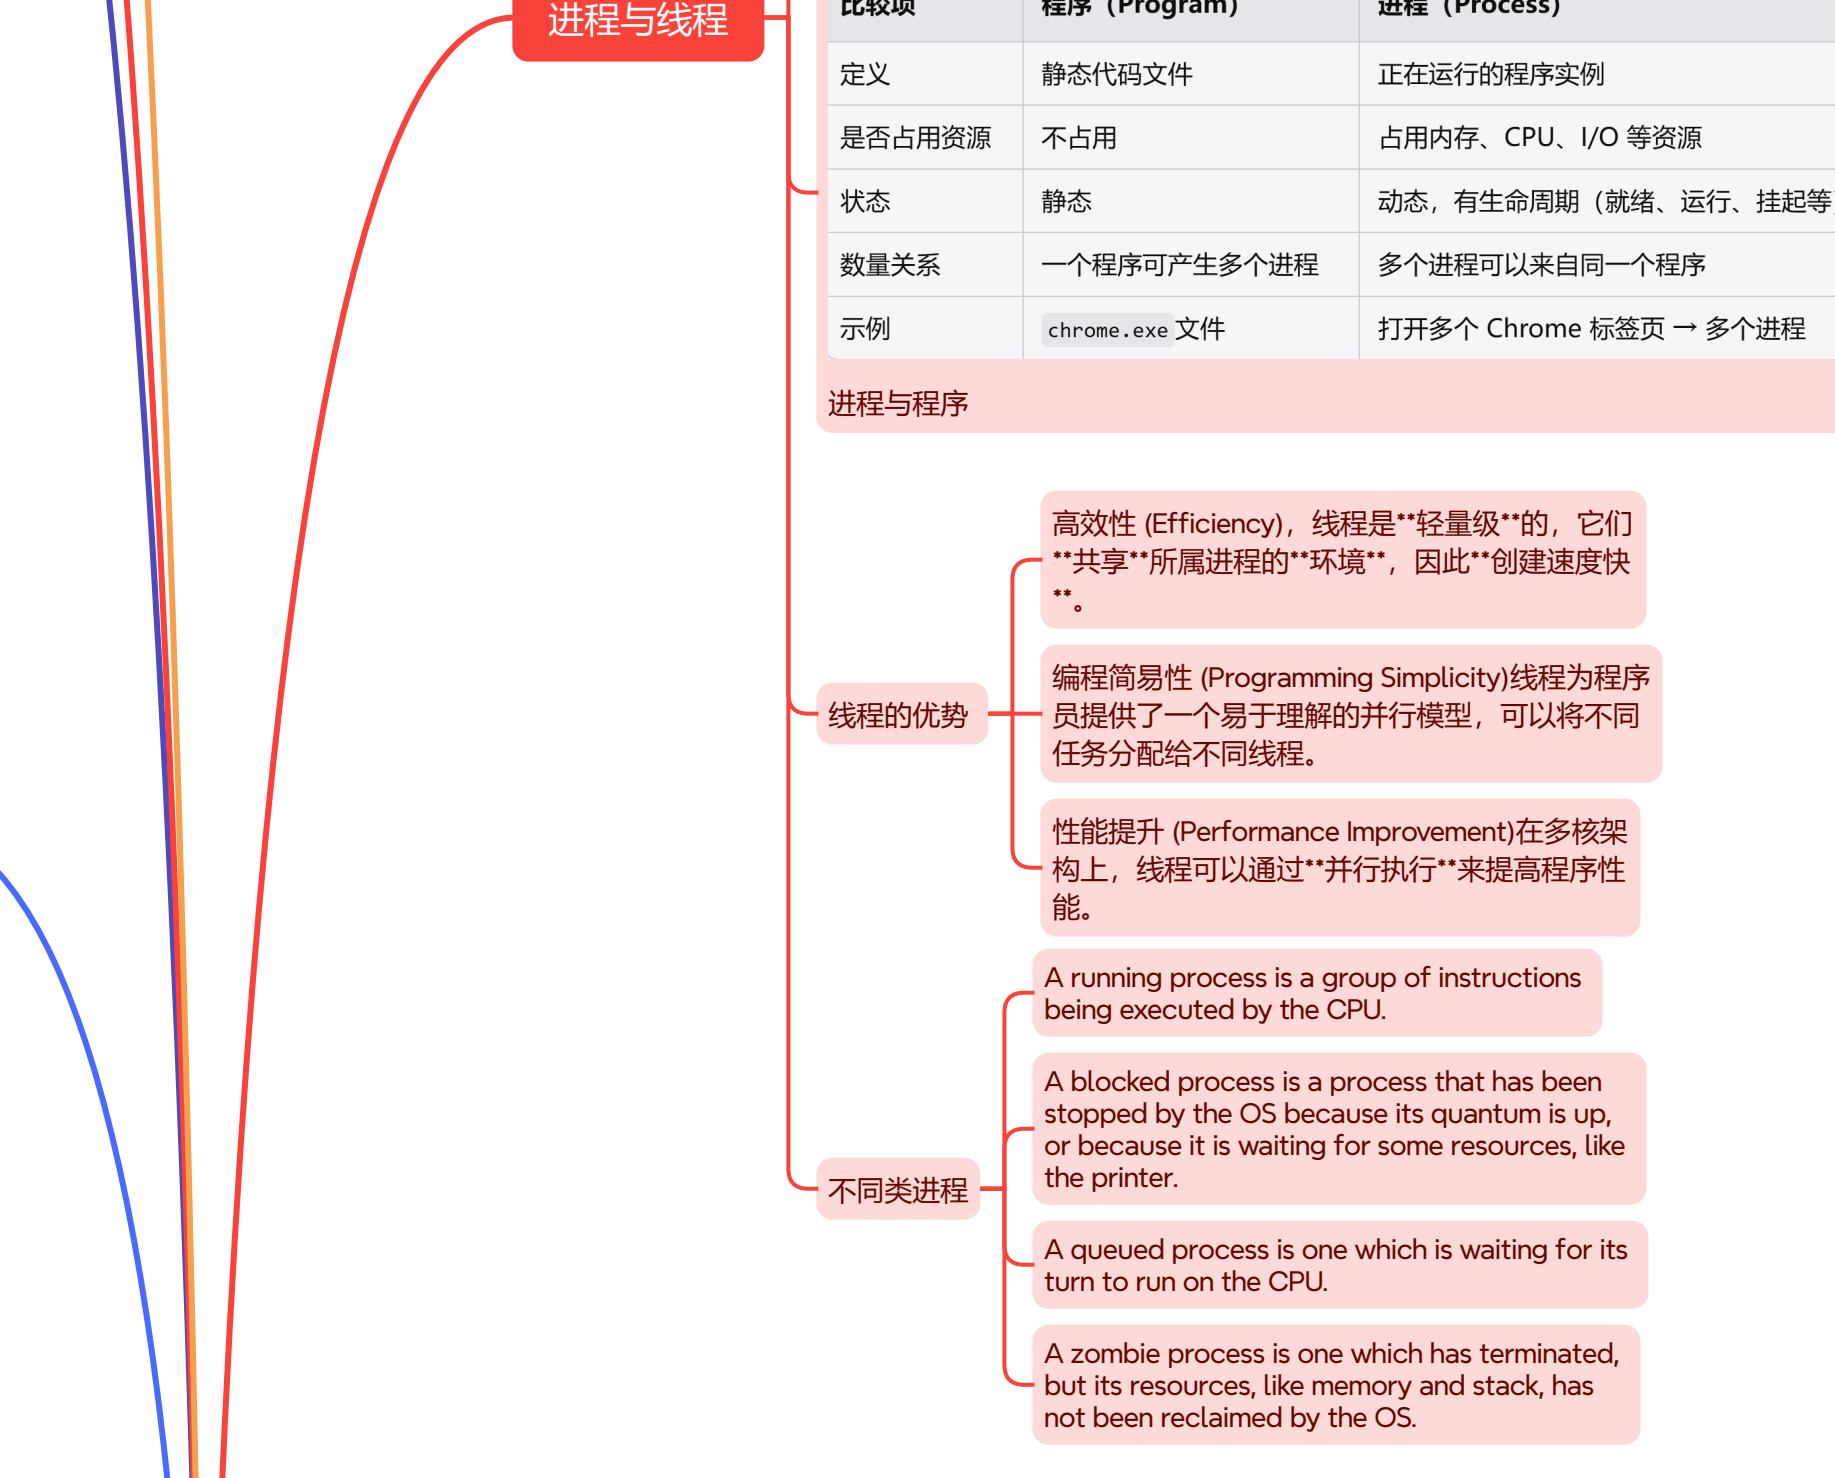 进程与线程
比较项 程序（Program） 进程（Process）
定义 静态代码文件 正在运行的程序实例
是否占用资源 不占用 占用内存、CPU、I/O 等资源
状态 静态 动态，有生命周期（就绪、运行、挂起等
数量关系 一个程序可产生多个进程 多个进程可以来自同一个程序
示例 chrome.exe文件 打开多个 Chrome 标签页 → 多个进程
进程与程序
线程的优势
高效性 (Efficiency)，线程是**轻量级**的，它们
**共享**所属进程的**环境**，因此**创建速度快
**。
编程简易性 (Programming Simplicity)线程为程序
员提供了一个易于理解的并行模型，可以将不同
任务分配给不同线程。
性能提升 (Performance Improvement)在多核架
构上，线程可以通过**并行执行**来提高程序性
能。
不同类进程
A running process is a group of instructions
being executed by the CPU.
A blocked process is a process that has been
stopped by the OS because its quantum is up,
or because it is waiting for some resources, like
the printer.
A queued process is one which is waiting for its
turn to run on the CPU.
A zombie process is one which has terminated,
but its resources, like memory and stack, has
not been reclaimed by the OS.